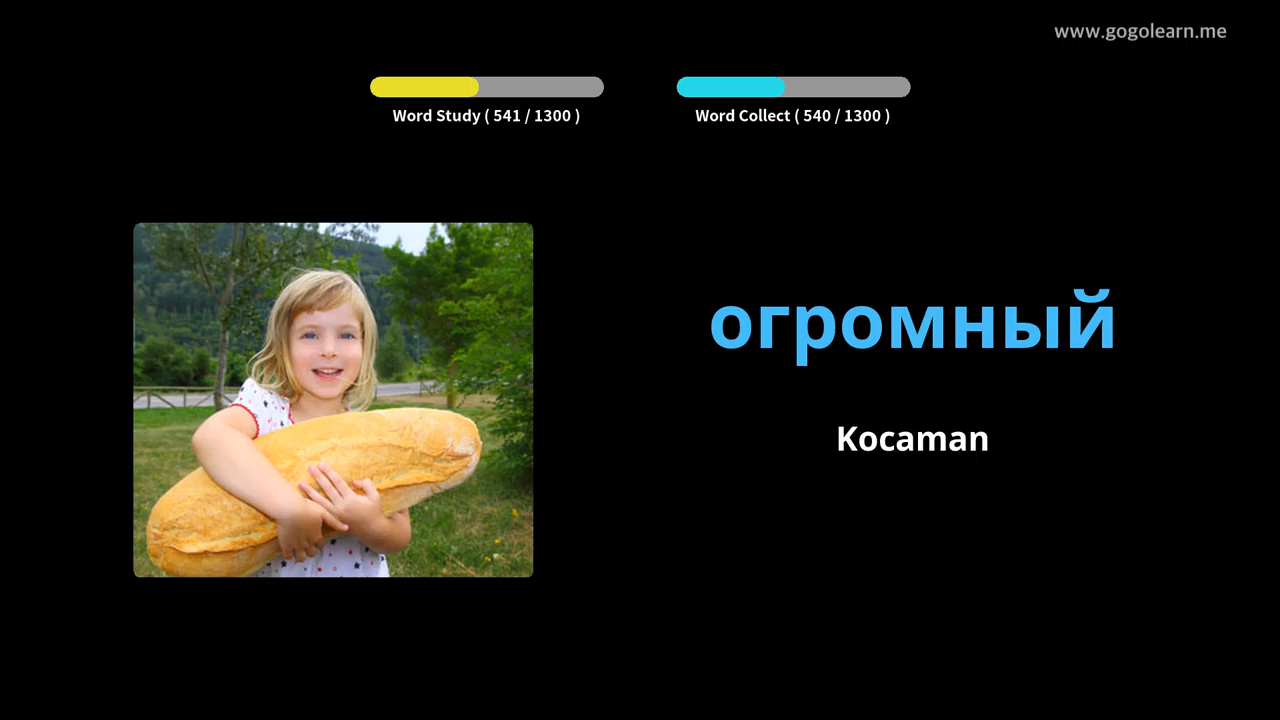 www.gogolearn.me
Word Study ( 541 / 1300 )
Word Collect ( 540 / 1300 )
огромный
Kocaman